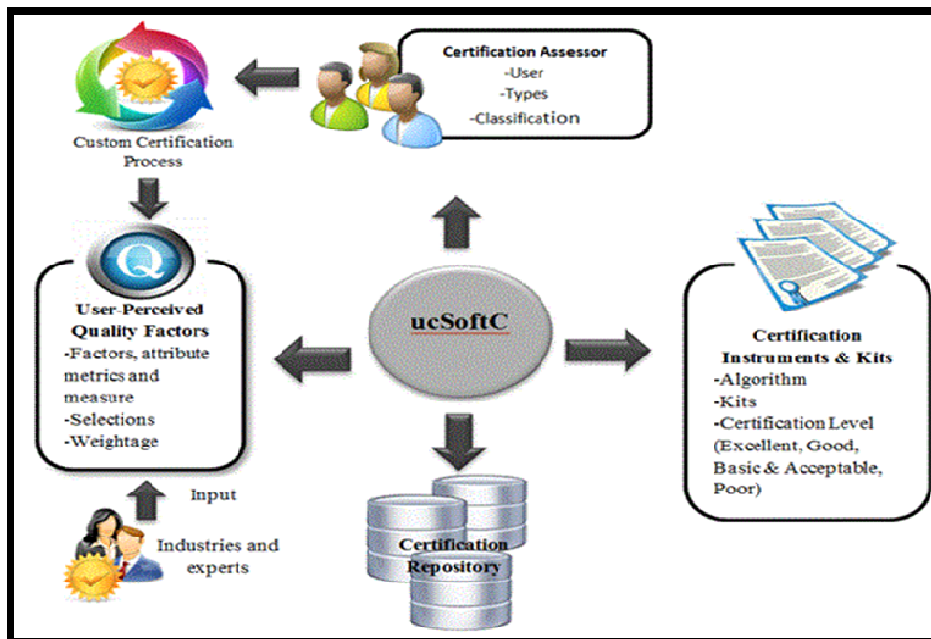 Certification Assessor
-User
-Types
-Classification
Custom Certification
Process
Q
User-Perceived
Quality Factors
-Factors, attribute
metrics and
measure
-Selections
-Weightage
ucSoftC
Certification
Instruments & Kits
-Algorithm
-Kits
-Certification Level
(Excellent, Good,
Basic & Acceptable,
Poor)
Input
Industries and
experts
Certification
Repository